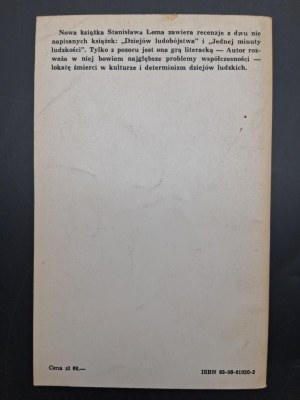 Nowa książka Stanisława Lema zawiera recenzje z dwu nie
napisanych książek: „Dziejów ludobójstwa” i „Jednej minuty
ludzkości”. Tylko z pozoru jest ona grą literacką — Autor roz-
waża w niej bowiem najgłębsze problemy współczesności —
lokatę śmierci w kulturze i determinizm dziejów ludzkich.
Cena zł 60,—
ISBN 83-08-01020-2